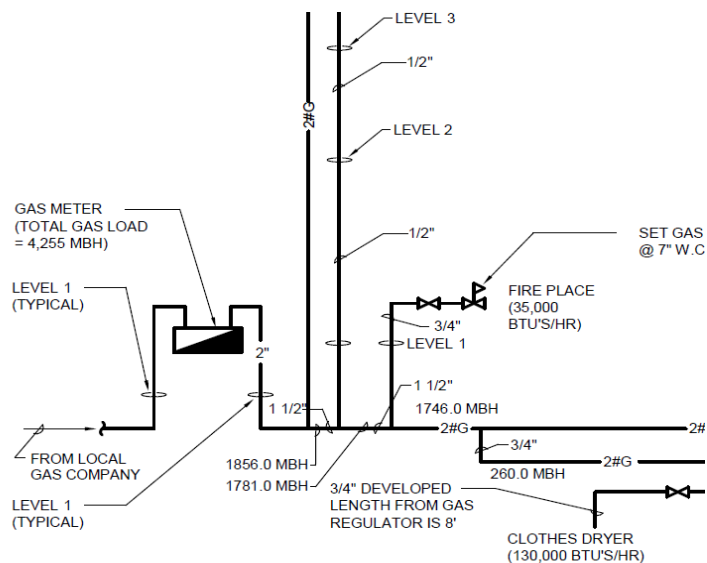 LEVEL 3
1/2"
2#G
LEVEL 2
GAS METER
(TOTAL GAS LOAD
= 4,255 MBH)
1/2"
SET GAS
@ 7" W.C
LEVEL 1
(TYPICAL)
FIRE PLACE
(35,000
BTU'S/HR)
3/4"
LEVEL 1
2"
1 1/2"
1 1/2"
1746.0 MBH
2#G
2#
3/4"
FROM LOCAL
GAS COMPANY
1856.0 MBH
1781.0 MBH
2#G
260.0 MBH
LEVEL 1
(TYPICAL)
3/4" DEVELOPED
LENGTH FROM GAS
REGULATOR IS 8'
CLOTHES DRYER
(130,000 BTU'S/HR)